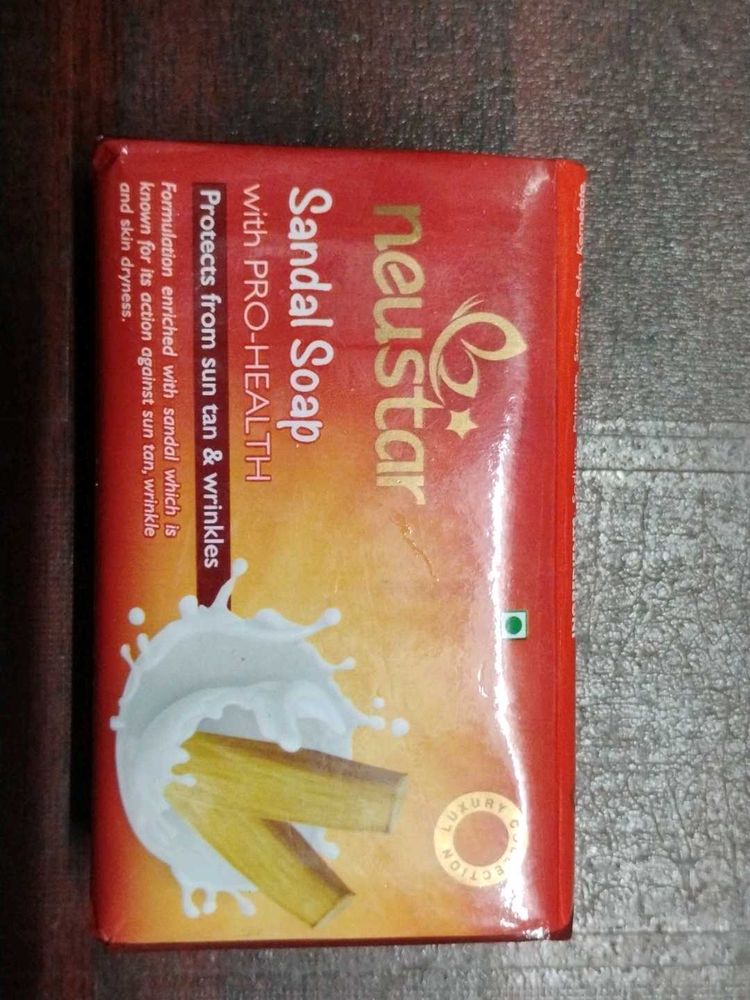 neustar
Sandal Soap
with PRO-HEALTH
Protects from sun tan & wrinkles
Formulation enriched with sandal which is
known for its action against sun tan, wrinkle
and skin dryness.
LUXURY COLLECTION